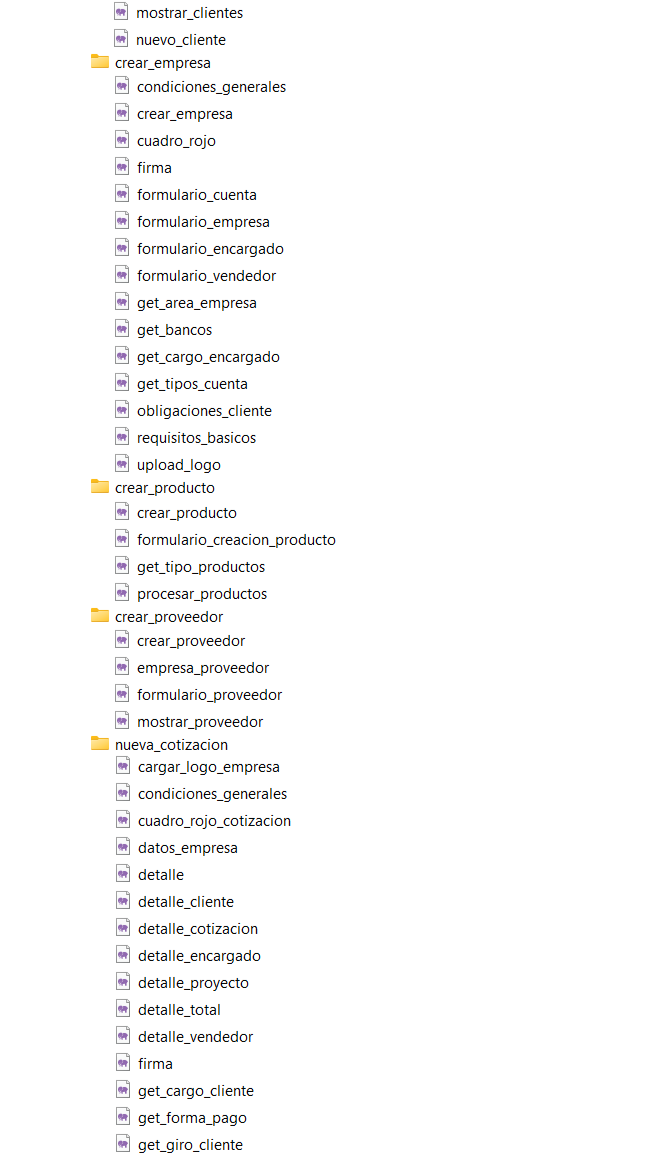 mostrar_clientes
nuevo_cliente
crear_empresa
condiciones_generales
crear_empresa
cuadro_rojo
firma
formulario_cuenta
formulario_empresa
formulario_encargado
formulario_vendedor
get_area_empresa
get_bancos
get_cargo_encargado
get_tipos_cuenta
obligaciones_cliente
requisitos_basicos
upload_logo
crear_producto
crear_producto
formulario_creacion_producto
get_tipo_productos
procesar_productos
crear_proveedor
crear_proveedor
empresa_proveedor
formulario_proveedor
mostrar_proveedor
nueva_cotizacion
cargar_logo_empresa
condiciones_generales
cuadro_rojo_cotizacion
datos_empresa
detalle
detalle_cliente
detalle_cotizacion
detalle_encargado
detalle_proyecto
detalle_total
detalle_vendedor
firma
get_cargo_cliente
get_forma_pago
get_giro_cliente